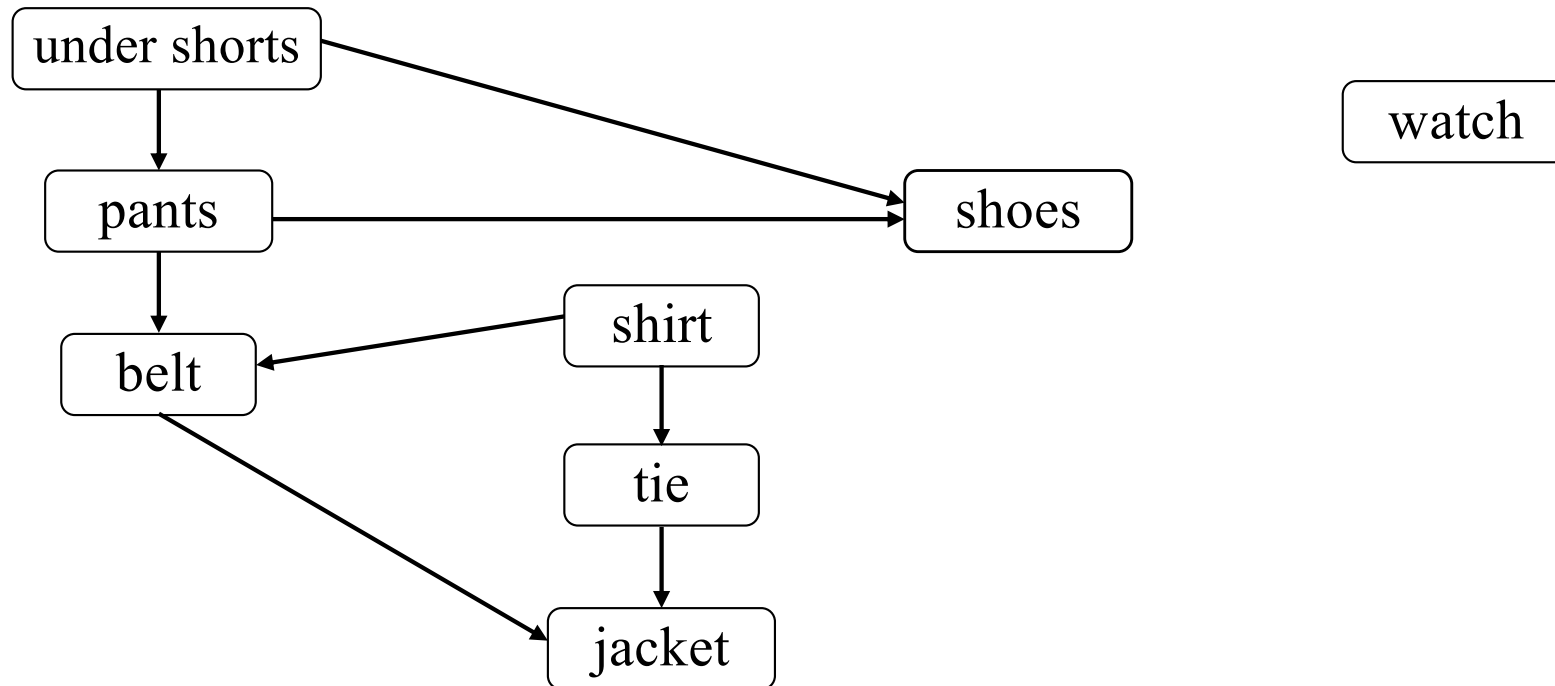 under shorts
watch
pants
shoes
shirt
belt
tie
jacket